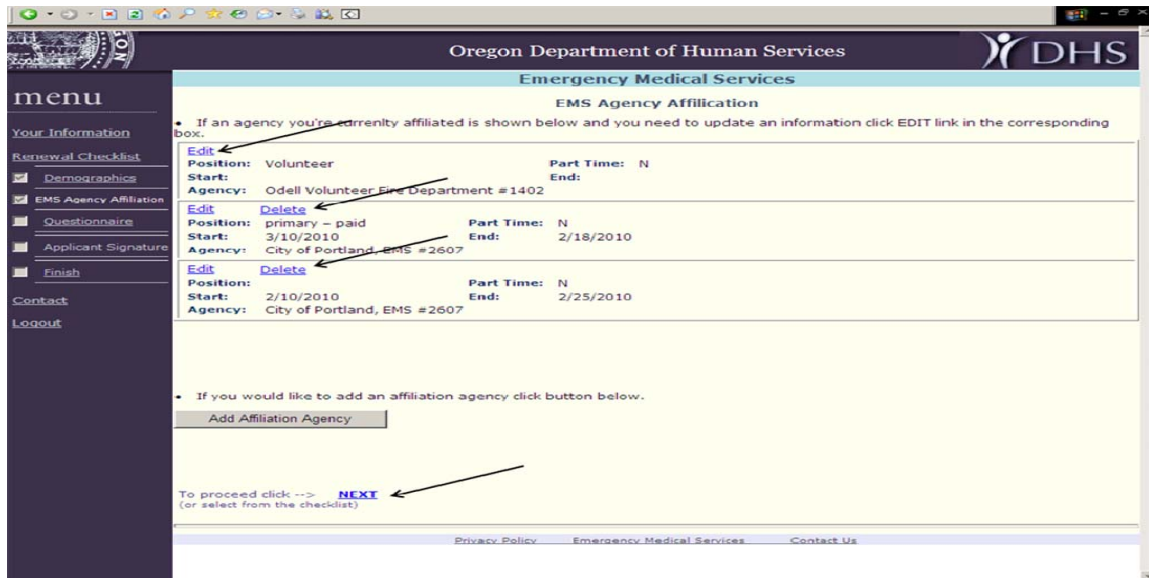 Oregon Department of Human Services
DHS
Emergency Medical Services
menu
Your Information
Renewal Checklist
Demographics
EMS Agency Affiliation
Questionnaire
Applicant Signature
Finish
Contact
Logout
EMS Agency Affilication
• If an agency you're currenlty affiliated is shown below and you need to update an information click EDIT link in the corresponding
box.
Edit
Position: Volunteer Part Time: N
Start: End:
Agency: Odell Volunteer Fire Department #1402
Edit Delete
Position: primary – paid Part Time: N
Start: 3/10/2010 End: 2/18/2010
Agency: City of Portland, EMS #2607
Edit Delete
Position: Part Time: N
Start: 2/10/2010 End: 2/25/2010
Agency: City of Portland, EMS #2607
• If you would like to add an affiliation agency click button below.
Add Affiliation Agency
To proceed click --> NEXT
(or select from the checklist)
Privacy Policy Emergency Medical Services Contact Us